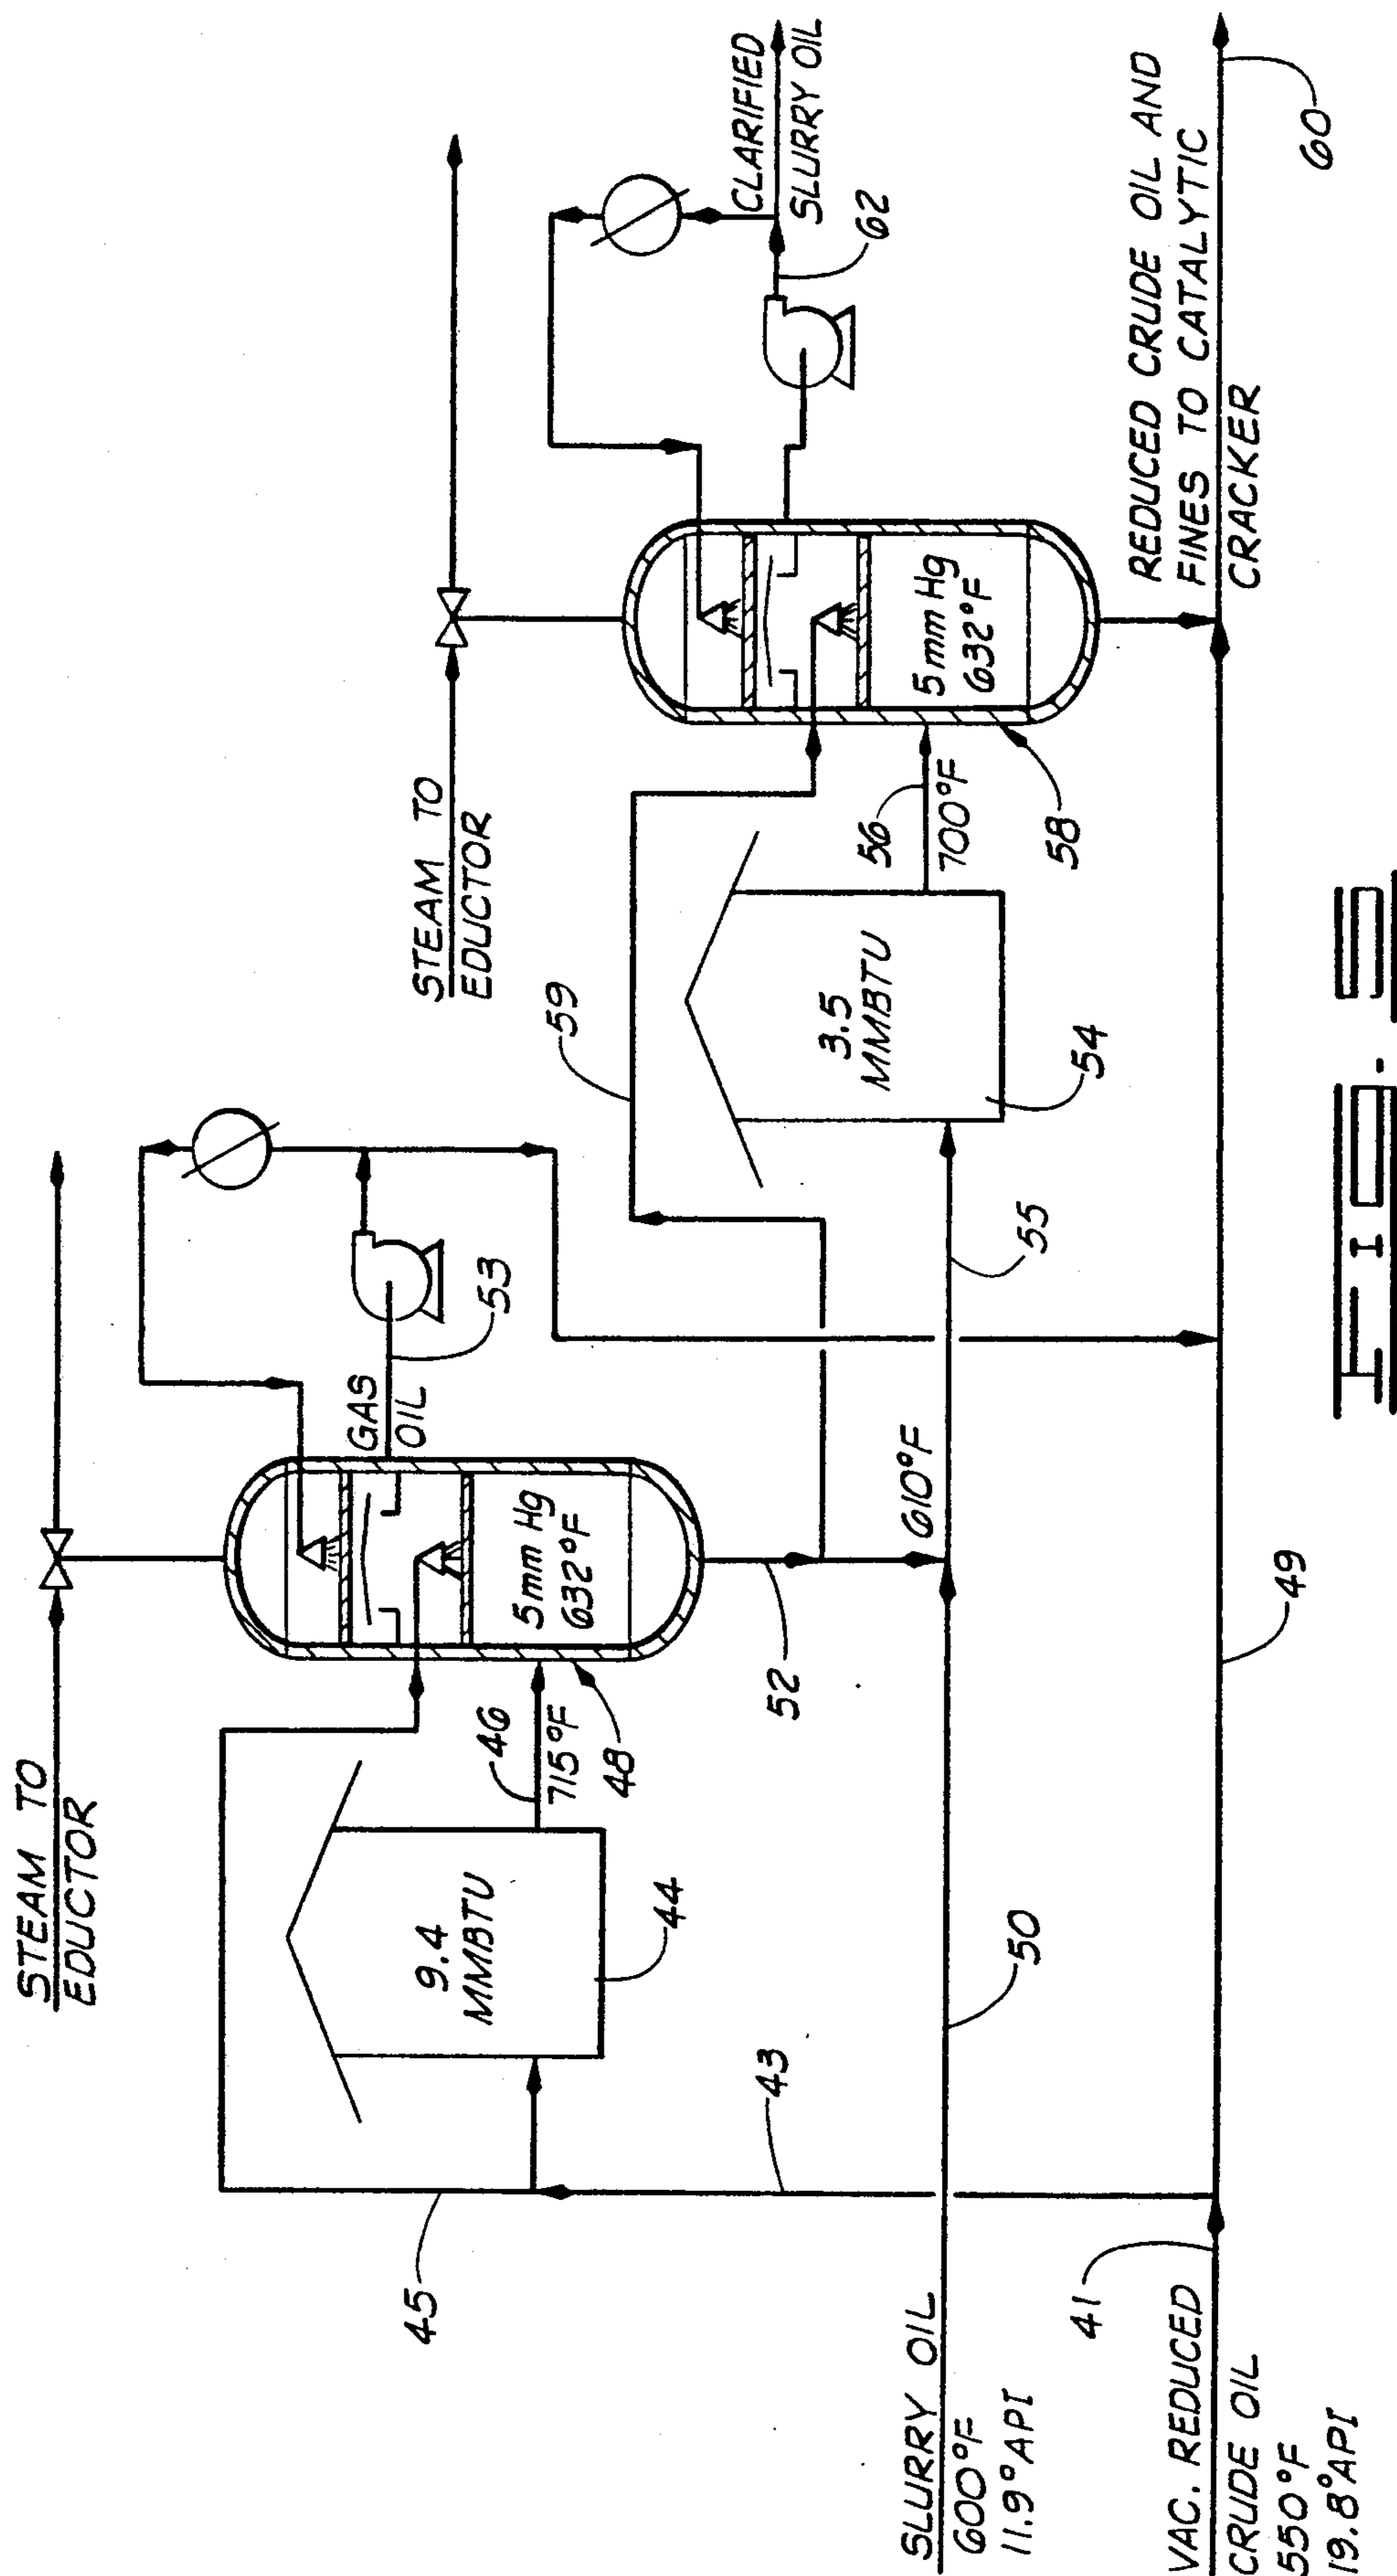 STEAM TO
EDUCTOR
STEAM TO
EDUCTOR
45
9.4
MMBTU
44
43
46
715°F
48
5mm Hg
632°F
GAS
OIL
53
52
59
3.5
MMBTU
54
55
56
700°F
58
5mm Hg
632°F
CLARIFIED
SLURRY OIL
62
SLURRY OIL
600°F
11.9°API
50
610°F
VAC. REDUCED
CRUDE OIL
550°F
19.8°API
41
49
REDUCED CRUDE OIL AND
FINES TO CATALYTIC
CRACKER
60
FIG. 5